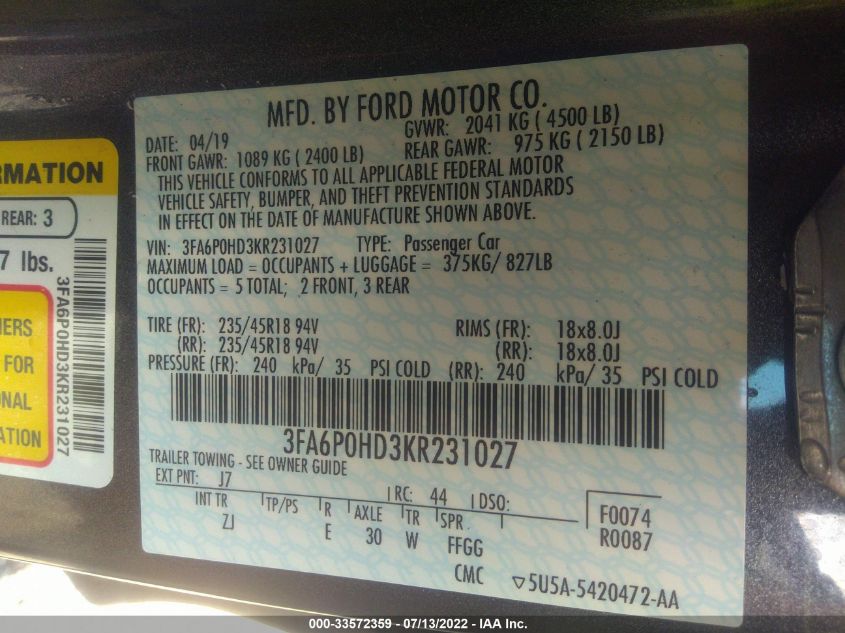 MFD. BY FORD MOTOR CO.
DATE: 04/19 GVWR: 2041 KG ( 4500 LB)
FRONT GAWR: 1089 KG ( 2400 LB) REAR GAWR: 975 KG ( 2150 LB)
THIS VEHICLE CONFORMS TO ALL APPLICABLE FEDERAL MOTOR
VEHICLE SAFETY, BUMPER, AND THEFT PREVENTION STANDARDS
IN EFFECT ON THE DATE OF MANUFACTURE SHOWN ABOVE.
VIN: 3FA6P0HD3KR231027 TYPE: Passenger Car
MAXIMUM LOAD = OCCUPANTS + LUGGAGE = 375KG/ 827LB
OCCUPANTS = 5 TOTAL; 2 FRONT, 3 REAR
TIRE (FR): 235/45R18 94V RIMS (FR): 18x8.0J
(RR): 235/45R18 94V (RR): 18x8.0J
PRESSURE (FR): 240 kPa/ 35 PSI COLD (RR): 240 kPa/ 35 PSI COLD
3FA6P0HD3KR231027
TRAILER TOWING - SEE OWNER GUIDE
EXT PNT: J7 RC: 44 DSO:
INT TR TP/PS R AXLE TR SPR F0074
ZJ E 30 W FFGG R0087
CMC ▽5U5A-5420472-AA
RMATION
REAR: 3
7 lbs.
3FA6P0HD3KR231027
NERS
FOR
ONAL
ATION
000-33572359 - 07/13/2022 - IAA Inc.